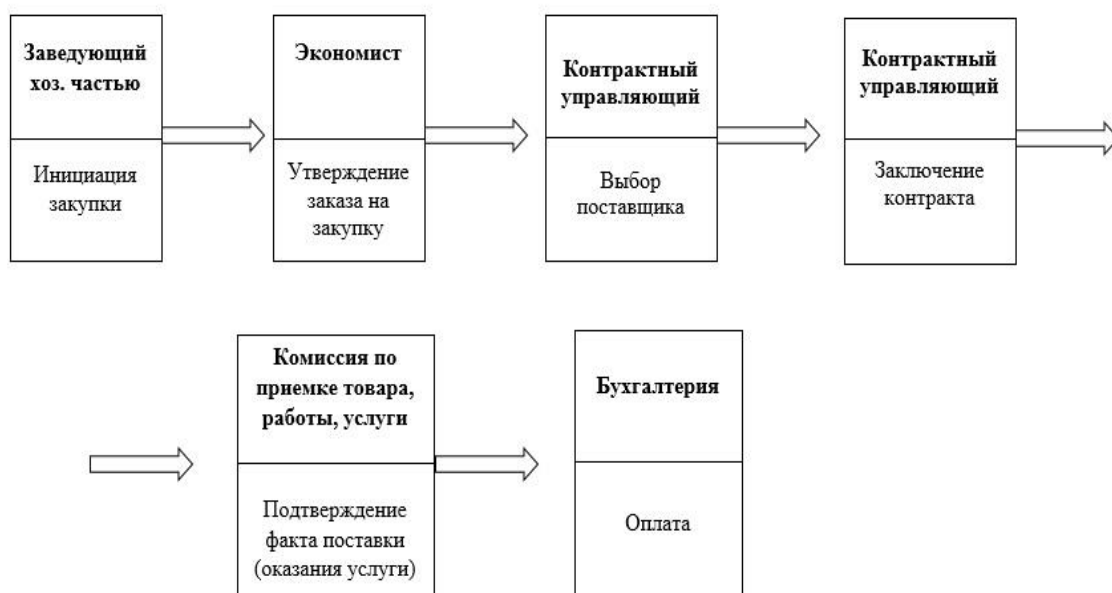 Заведующий
хоз. частью
Инициация
закупки
Экономист
Утверждение
заказа на
закупку
Контрактный
управляющий
Выбор
поставщика
Контрактный
управляющий
Заключение
контракта
Комиссия по
приемке товара,
работы, услуги
Подтверждение
факта поставки
(оказания услуги)
Бухгалтерия
Оплата